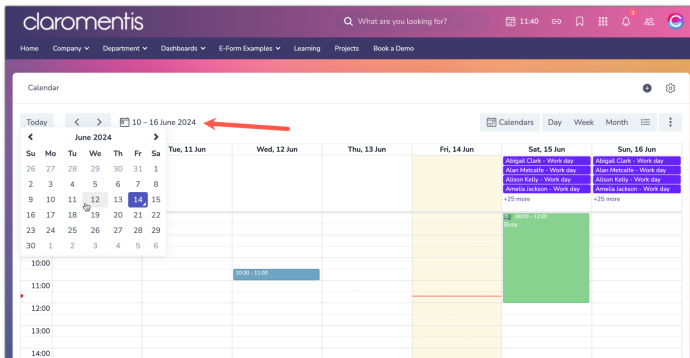 claromentis
What are you looking for?
11:40
3
Home Company Department Dashboards E-Form Examples Learning Projects Book a Demo
Calendar
Today 10 – 16 June 2024 Calendars Day Week Month
June 2024
Su Mo Tu We Th Fr Sa
26 27 28 29 30 31 1
2 3 4 5 6 7 8
9 10 11 12 13 14 15
16 17 18 19 20 21 22
23 24 25 26 27 28 29
30 1 2 3 4 5 6
Tue, 11 Jun Wed, 12 Jun Thu, 13 Jun Fri, 14 Jun Sat, 15 Jun Sun, 16 Jun
Abigail Clark - Work day Abigail Clark - Work day
Alan Metcalfe - Work day Alan Metcalfe - Work day
Alison Kelly - Work day Alison Kelly - Work day
Amelia Jackson - Work day Amelia Jackson - Work day
+25 more +25 more
08:00 - 12:00
Busy
10:00
10:30 - 11:00
11:00
12:00
13:00
14:00